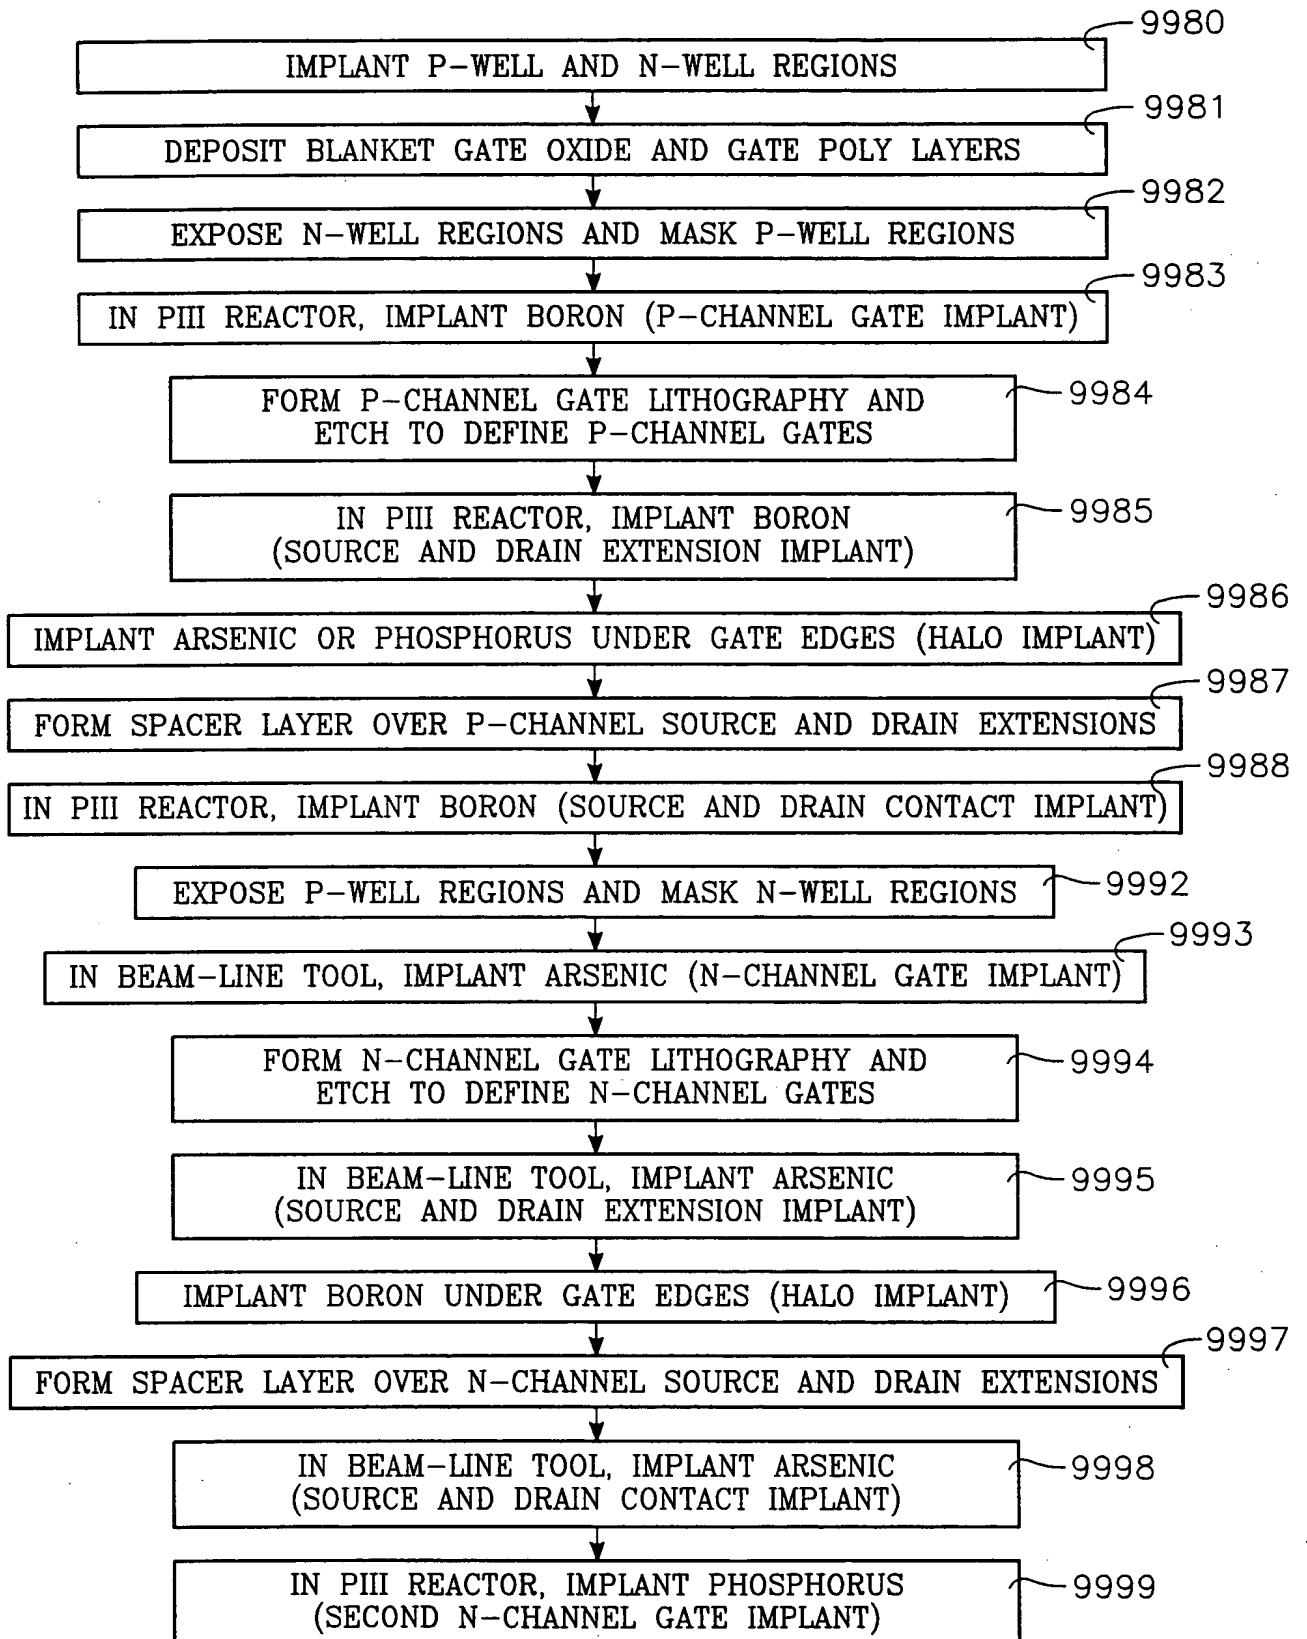 9980
IMPLANT P-WELL AND N-WELL REGIONS
9981
DEPOSIT BLANKET GATE OXIDE AND GATE POLY LAYERS
9982
EXPOSE N-WELL REGIONS AND MASK P-WELL REGIONS
9983
IN PIII REACTOR, IMPLANT BORON (P-CHANNEL GATE IMPLANT)
FORM P-CHANNEL GATE LITHOGRAPHY AND
ETCH TO DEFINE P-CHANNEL GATES
9984
IN PIII REACTOR, IMPLANT BORON
(SOURCE AND DRAIN EXTENSION IMPLANT)
9985
9986
IMPLANT ARSENIC OR PHOSPHORUS UNDER GATE EDGES (HALO IMPLANT)
9987
FORM SPACER LAYER OVER P-CHANNEL SOURCE AND DRAIN EXTENSIONS
9988
IN PIII REACTOR, IMPLANT BORON (SOURCE AND DRAIN CONTACT IMPLANT)
EXPOSE P-WELL REGIONS AND MASK N-WELL REGIONS
9992
9993
IN BEAM-LINE TOOL, IMPLANT ARSENIC (N-CHANNEL GATE IMPLANT)
FORM N-CHANNEL GATE LITHOGRAPHY AND
ETCH TO DEFINE N-CHANNEL GATES
9994
IN BEAM-LINE TOOL, IMPLANT ARSENIC
(SOURCE AND DRAIN EXTENSION IMPLANT)
9995
IMPLANT BORON UNDER GATE EDGES (HALO IMPLANT)
9996
9997
FORM SPACER LAYER OVER N-CHANNEL SOURCE AND DRAIN EXTENSIONS
IN BEAM-LINE TOOL, IMPLANT ARSENIC
(SOURCE AND DRAIN CONTACT IMPLANT)
9998
IN PIII REACTOR, IMPLANT PHOSPHORUS
(SECOND N-CHANNEL GATE IMPLANT)
9999